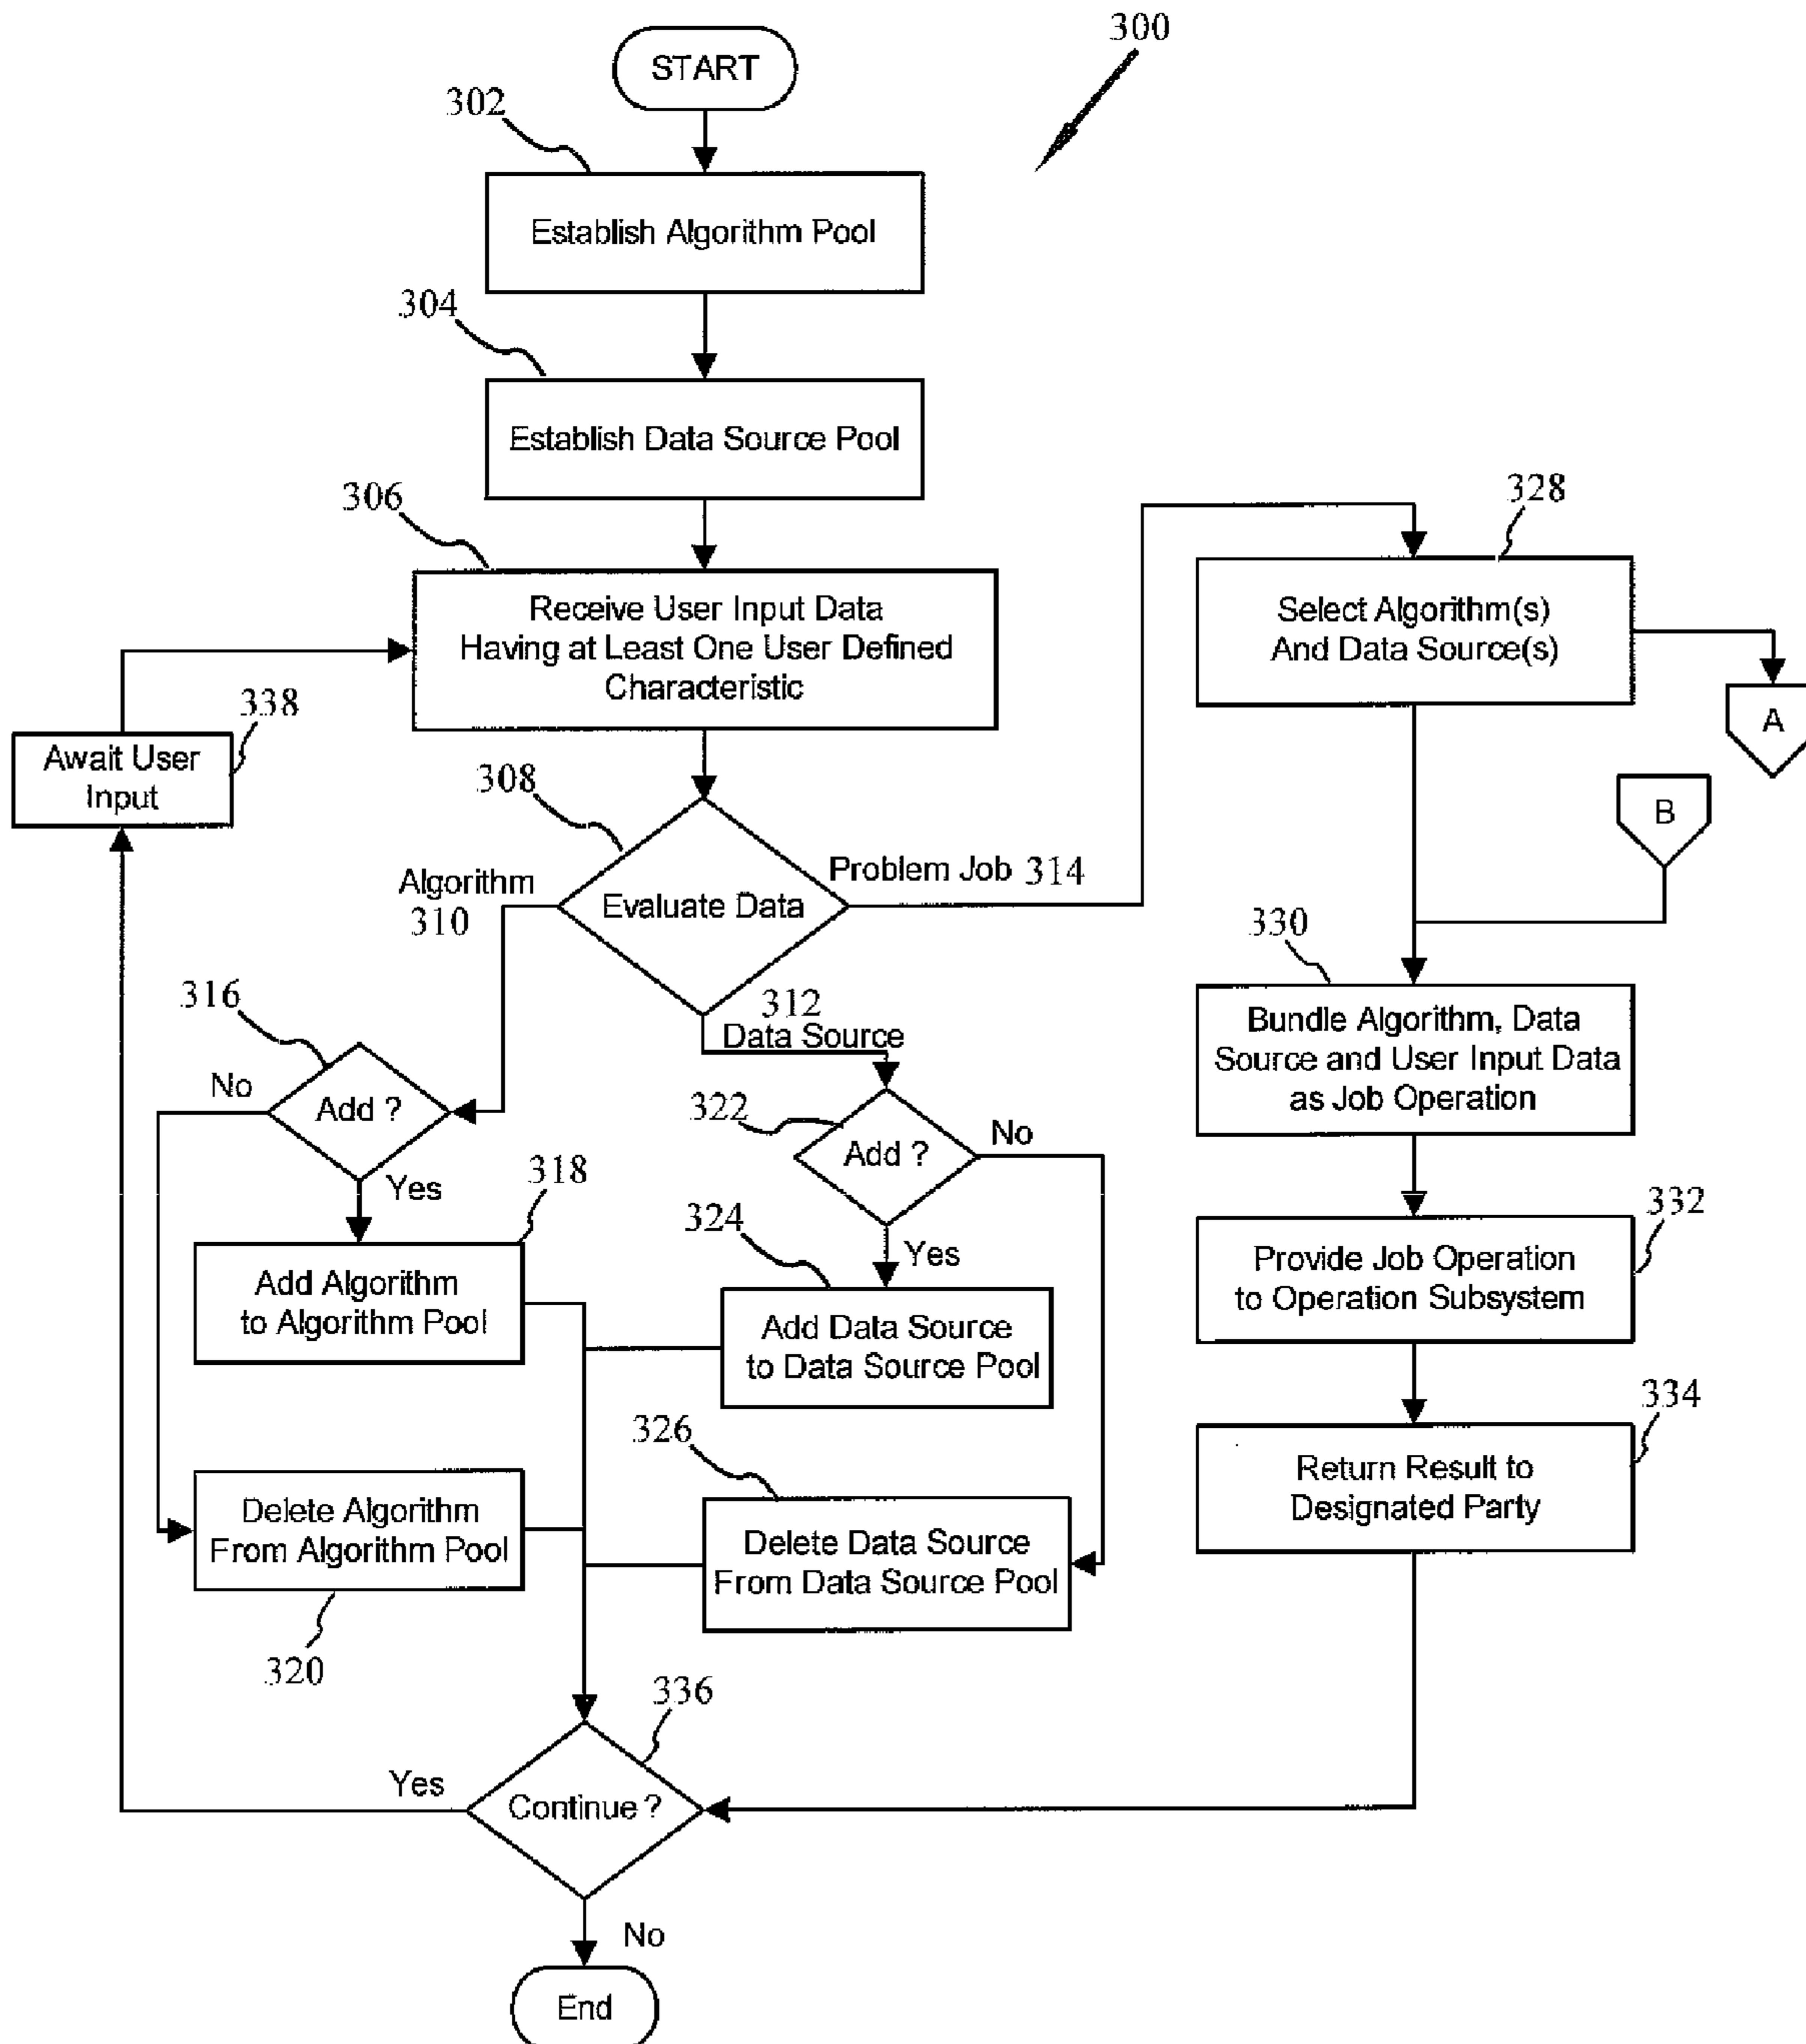 300
START
302
Establish Algorithm Pool
304
Establish Data Source Pool
306
Receive User Input Data
Having at Least One User Defined
Characteristic
328
Select Algorithm(s)
And Data Source(s)
A
338
Await User
Input
308
Evaluate Data
Algorithm
310
Problem Job 314
312
Data Source
B
330
Bundle Algorithm, Data
Source and User Input Data
as Job Operation
316
No
Add ?
Yes
322
Add ?
No
Yes
318
Add Algorithm
to Algorithm Pool
324
Add Data Source
to Data Source Pool
332
Provide Job Operation
to Operation Subsystem
334
Return Result to
Designated Party
Delete Algorithm
From Algorithm Pool
320
326
Delete Data Source
From Data Source Pool
336
Yes
Continue ?
No
End